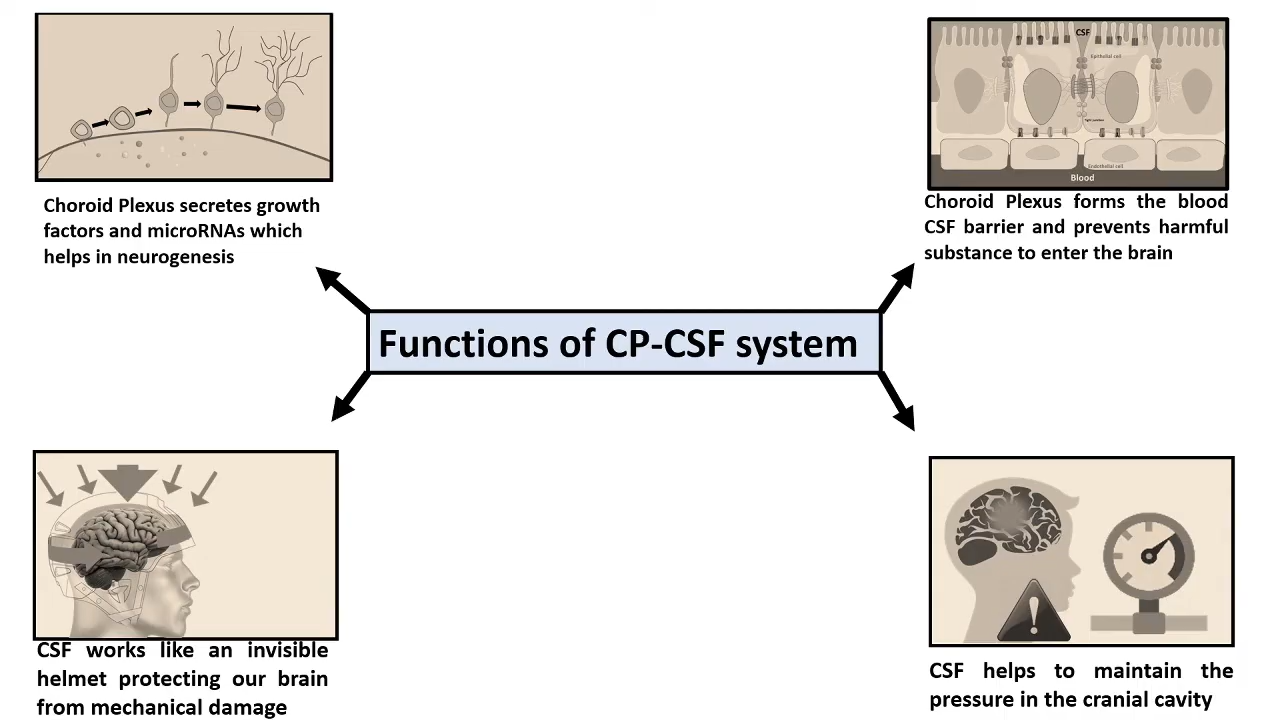 CSF
Epithelial cell
Tight junction
Endothelial cell
Blood
Choroid Plexus secretes growth
factors and microRNAs which
helps in neurogenesis
Choroid Plexus forms the blood
CSF barrier and prevents harmful
substance to enter the brain
Functions of CP-CSF system
CSF works like an invisible
helmet protecting our brain
from mechanical damage
CSF helps to maintain the
pressure in the cranial cavity